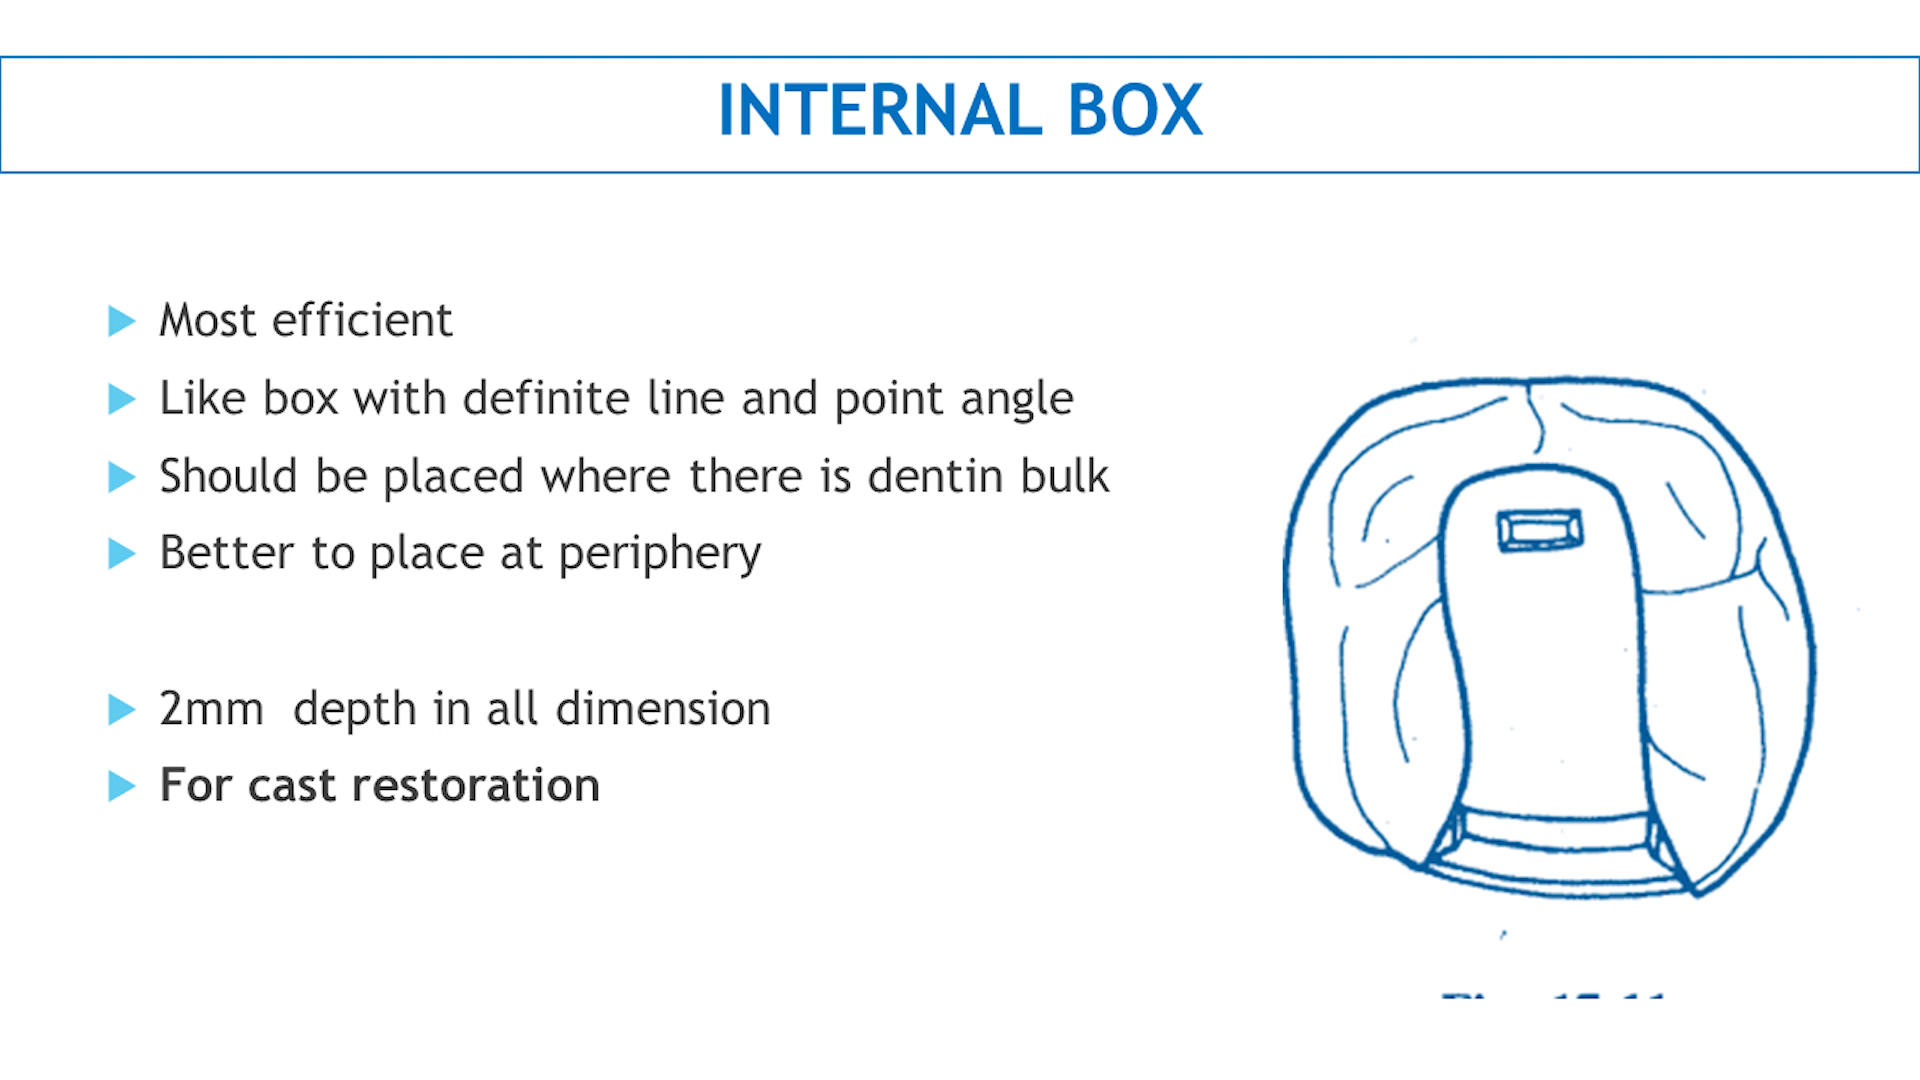 INTERNAL BOX
Most efficient
Like box with definite line and point angle
Should be placed where there is dentin bulk
Better to place at periphery
2mm depth in all dimension
For cast restoration